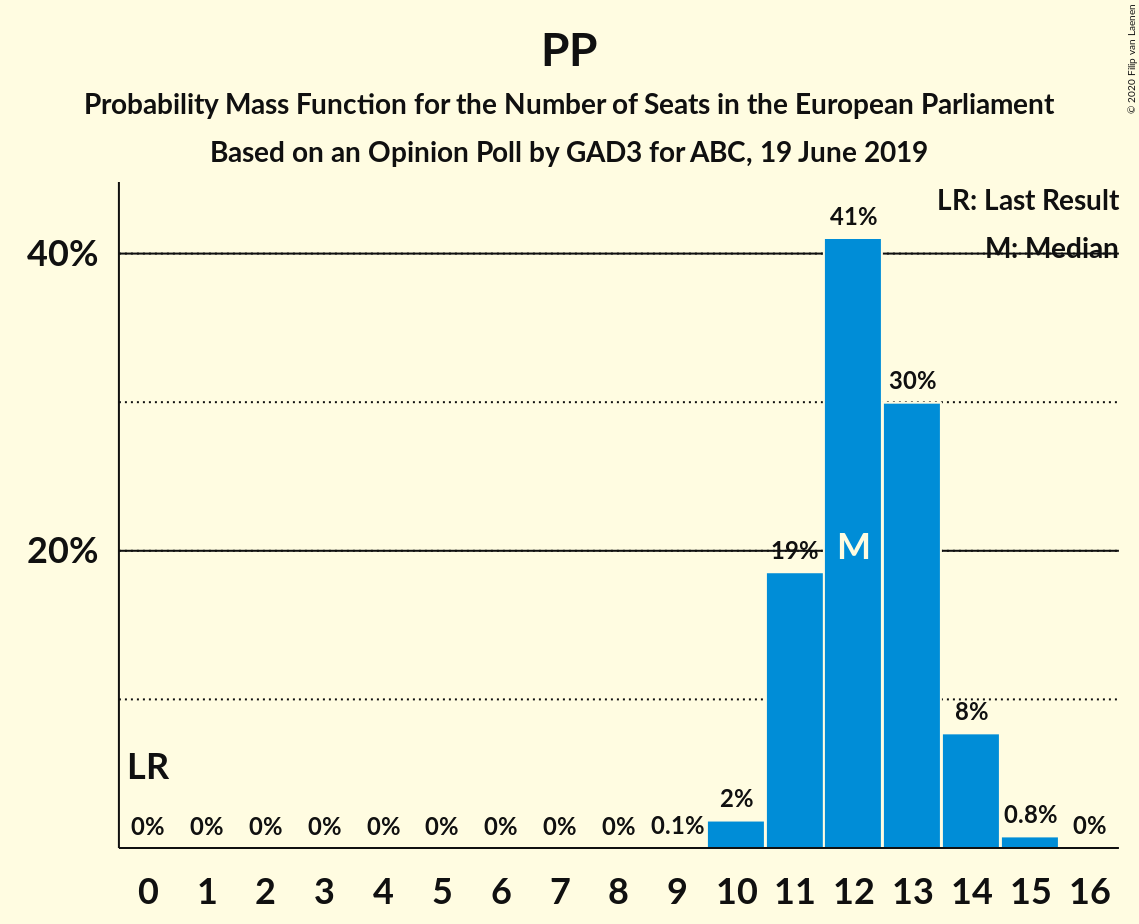 PP
Probability Mass Function for the Number of Seats in the European Parliament
Based on an Opinion Poll by GAD3 for ABC, 19 June 2019
© 2020 Filip van Laenen
LR: Last Result
M: Median
40%
20%
41%
30%
19%
M
8%
LR
0% 0% 0% 0% 0% 0% 0% 0% 0% 0.1% 2% 0.8% 0%
0 1 2 3 4 5 6 7 8 9 10 11 12 13 14 15 16